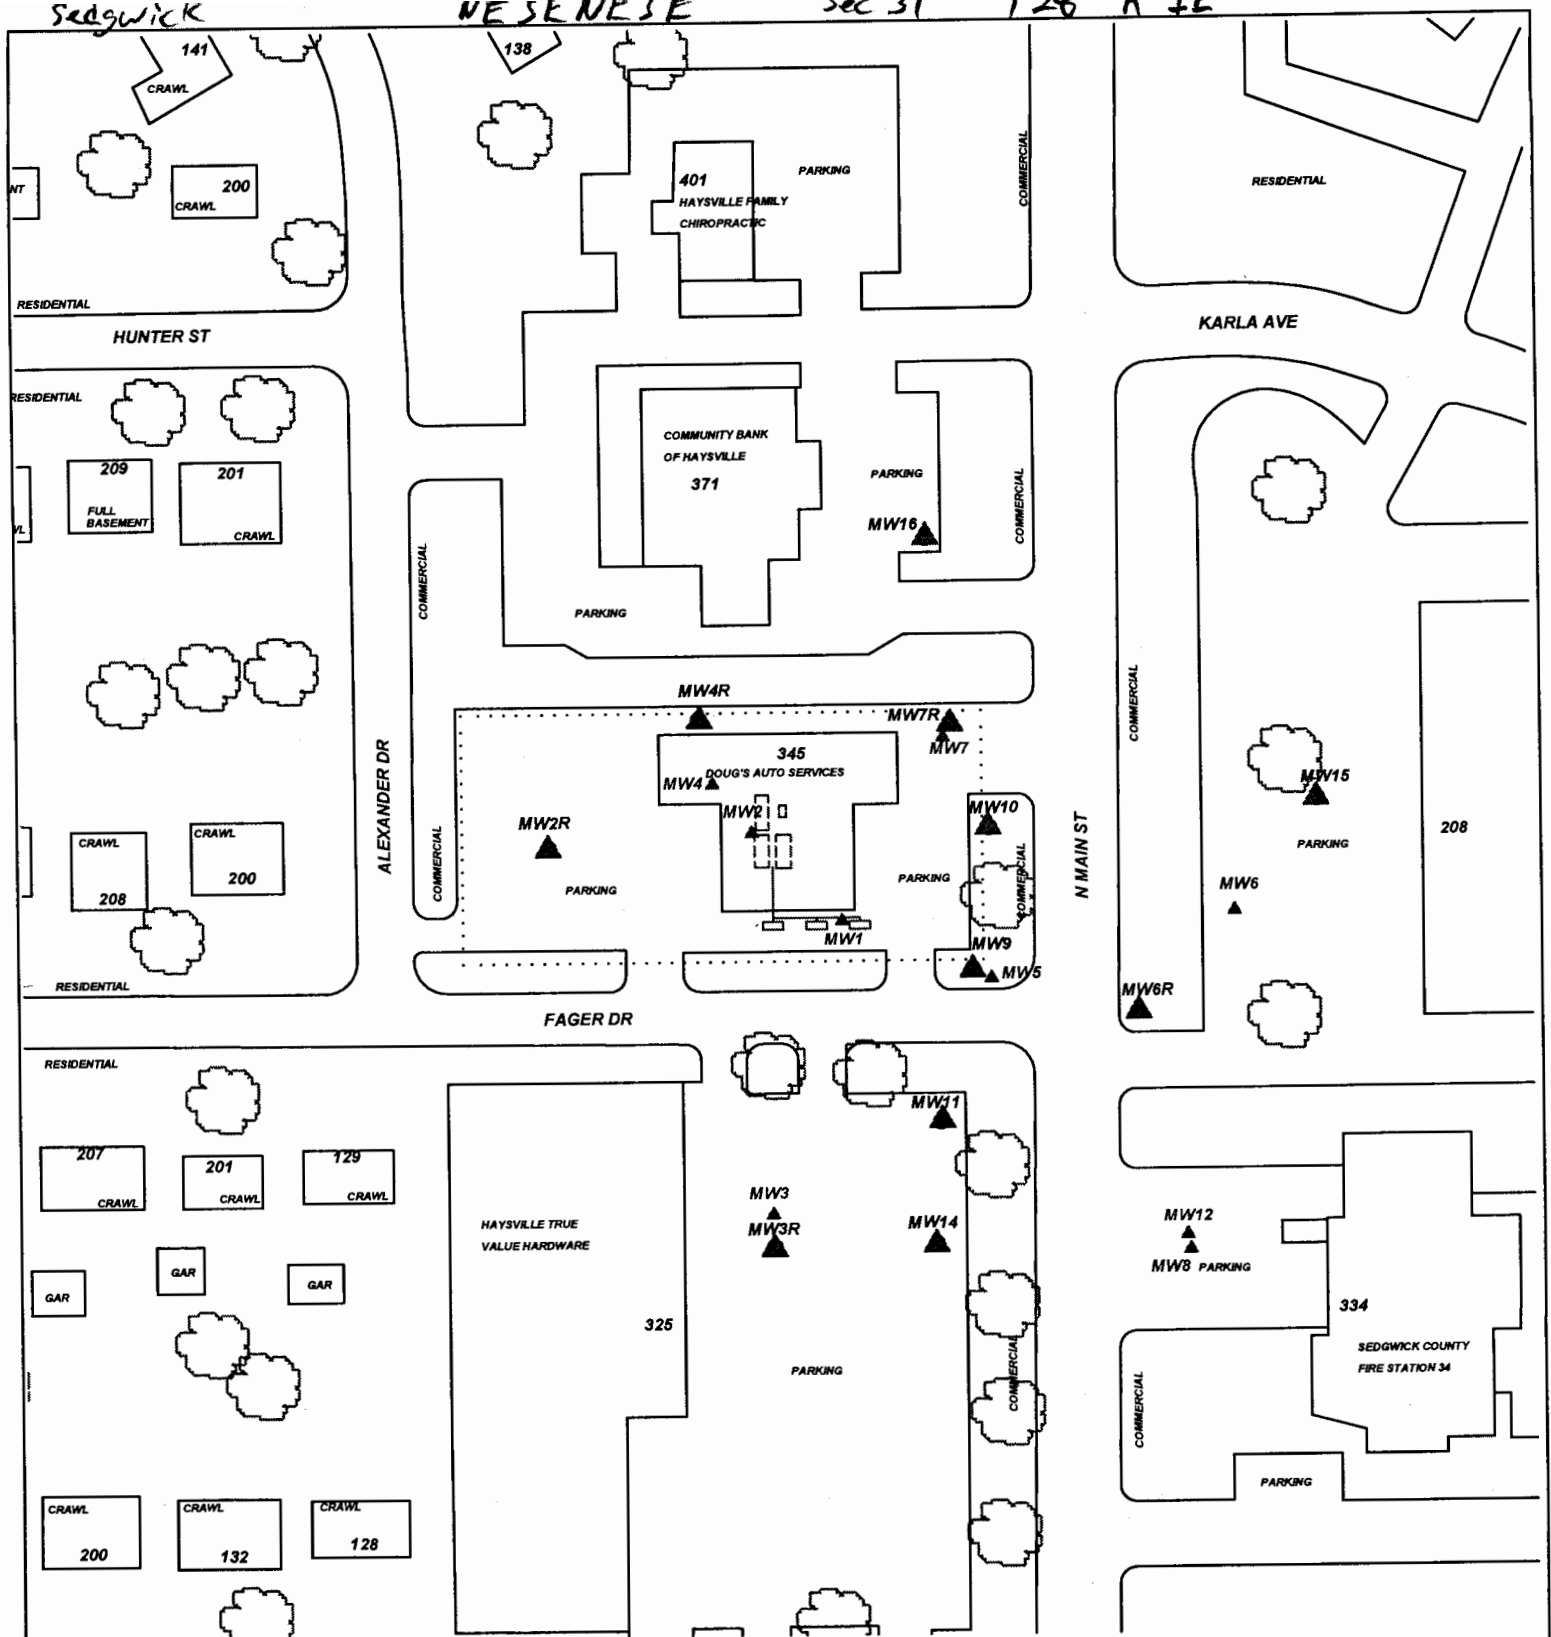 Sedgwick NE SE NE SE Sec 31 T 28 R 1E
141
CRAWL
138
200
CRAWL
401
HAYSVILLE FAMILY
CHIROPRACTIC
PARKING
COMMERCIAL
RESIDENTIAL
NT
RESIDENTIAL
HUNTER ST
KARLA AVE
RESIDENTIAL
209
FULL
BASEMENT
201
CRAWL
VL
COMMUNITY BANK
OF HAYSVILLE
371
PARKING
MW16
COMMERCIAL
COMMERCIAL
PARKING
COMMERCIAL
MW4R
MW7R
MW7
345
DOUG'S AUTO SERVICES
MW4
MW2
MW2R
MW10
MW15
ALEXANDER DR
COMMERCIAL
PARKING
PARKING
COMMERCIAL
N MAIN ST
PARKING
208
MW6
CRAWL
208
CRAWL
200
MW1
MW9
MW5
MW6R
RESIDENTIAL
FAGER DR
RESIDENTIAL
MW11
207
CRAWL
201
CRAWL
129
CRAWL
MW3
MW3R
MW14
MW12
MW8
PARKING
HAYSVILLE TRUE
VALUE HARDWARE
GAR
GAR
GAR
325
334
SEDGWICK COUNTY
FIRE STATION 34
PARKING
COMMERCIAL
COMMERCIAL
PARKING
CRAWL
200
CRAWL
132
CRAWL
128